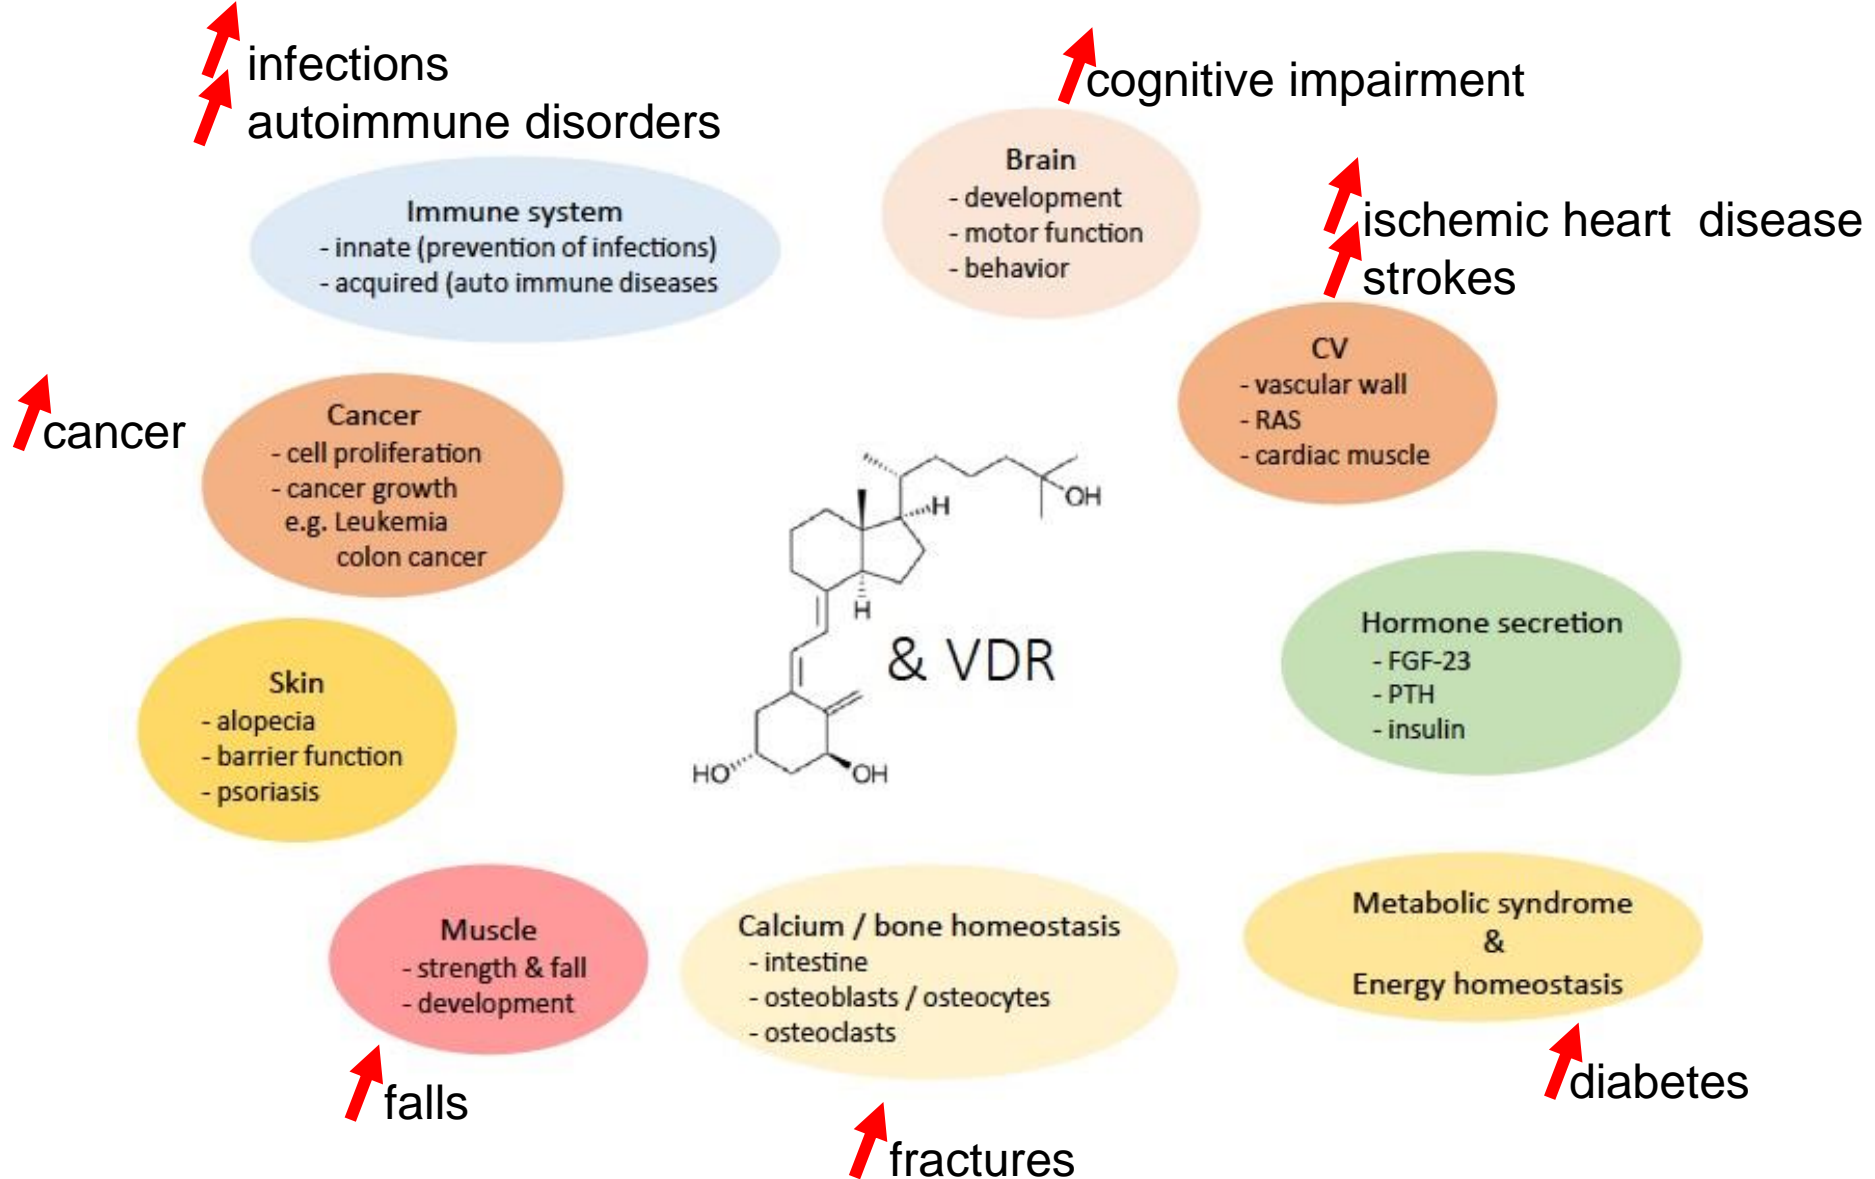 infections
autoimmune disorders
Immune system
- innate (prevention of infections)
- acquired (auto immune diseases
cognitive impairment
Brain
- development
- motor function
- behavior
ischemic heart  disease
strokes
CV
- vascular wall
- RAS
- cardiac muscle
cancer
Cancer
- cell proliferation
- cancer growth
e.g. Leukemia
colon cancer
OH
H
H
& VDR
HO
OH
Hormone secretion
- FGF-23
- PTH
- insulin
Skin
- alopecia
- barrier function
- psoriasis
Muscle
- strength & fall
- development
falls
Calcium / bone homeostasis
- intestine
- osteoblasts / osteocytes
- osteoclasts
fractures
Metabolic syndrome
&
Energy homeostasis
diabetes